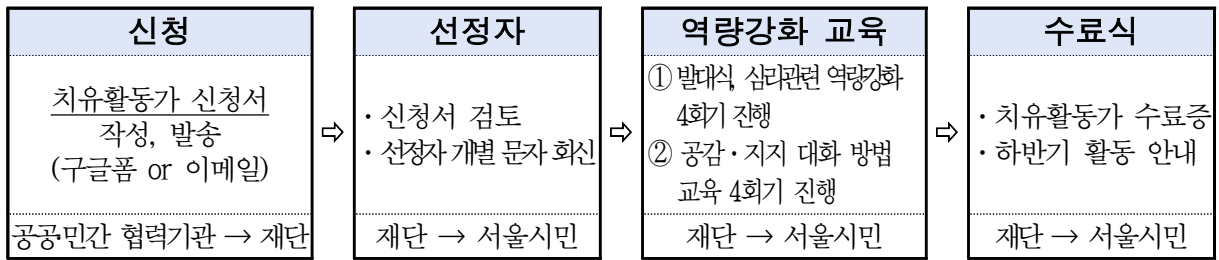 신청
치유활동가 신청서
작성, 발송
(구글폼 or 이메일)
공공·민간 협력기관 → 재단
⇨
선정자
· 신청서 검토
· 선정자 개별 문자 회신
재단 → 서울시민
⇨
역량강화 교육
① 발대식, 심리관련 역량강화
4회기 진행
② 공감·지지 대화 방법
교육 4회기 진행
재단 → 서울시민
⇨
수료식
· 치유활동가 수료증
· 하반기 활동 안내
재단 → 서울시민